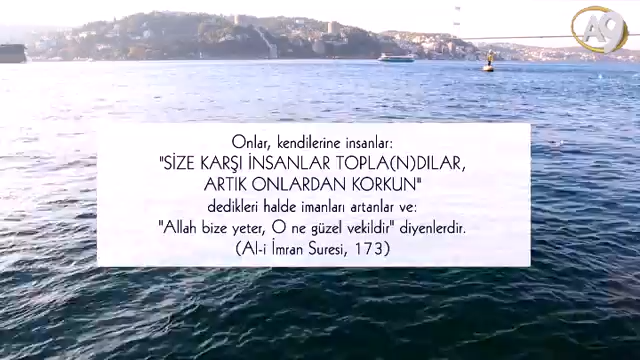 A9
Onlar, kendilerine insanlar:
"SİZE KARŞI İNSANLAR TOPLA(N)DILAR,
ARTIK ONLARDAN KORKUN"
dedikleri halde imanları artanlar ve:
"Allah bize yeter, O ne güzel vekildir" diyenlerdir.
(Al-i İmran Suresi, 173)